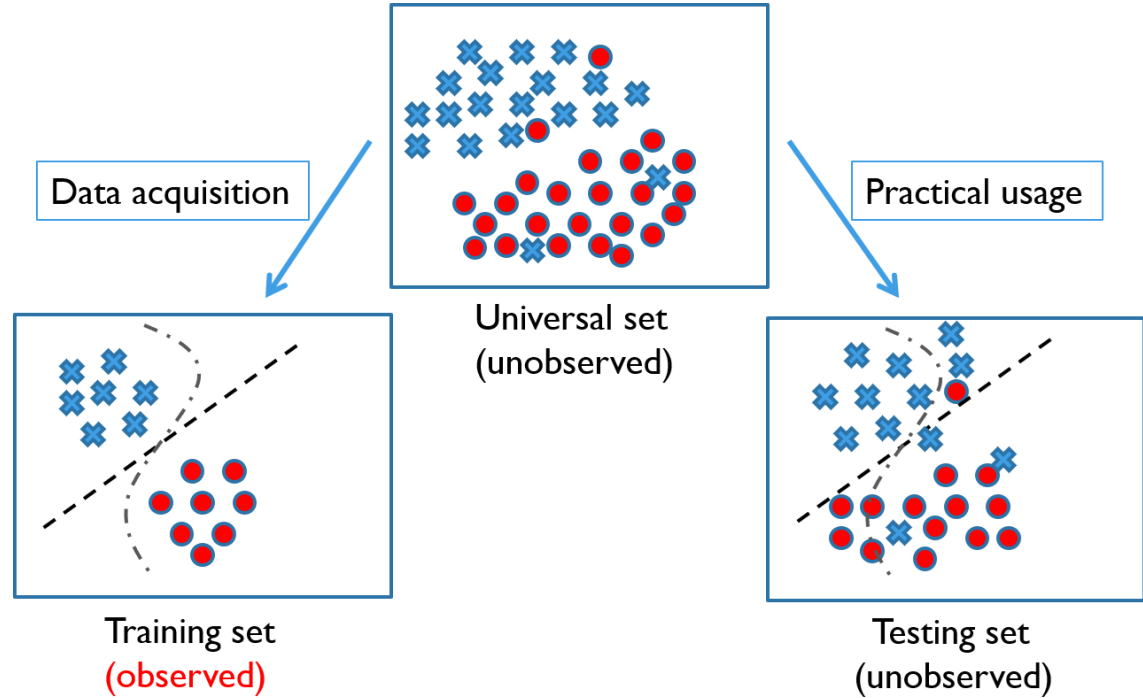 Data acquisition
Practical usage
Universal set
(unobserved)
Training set
(observed)
Testing set
(unobserved)